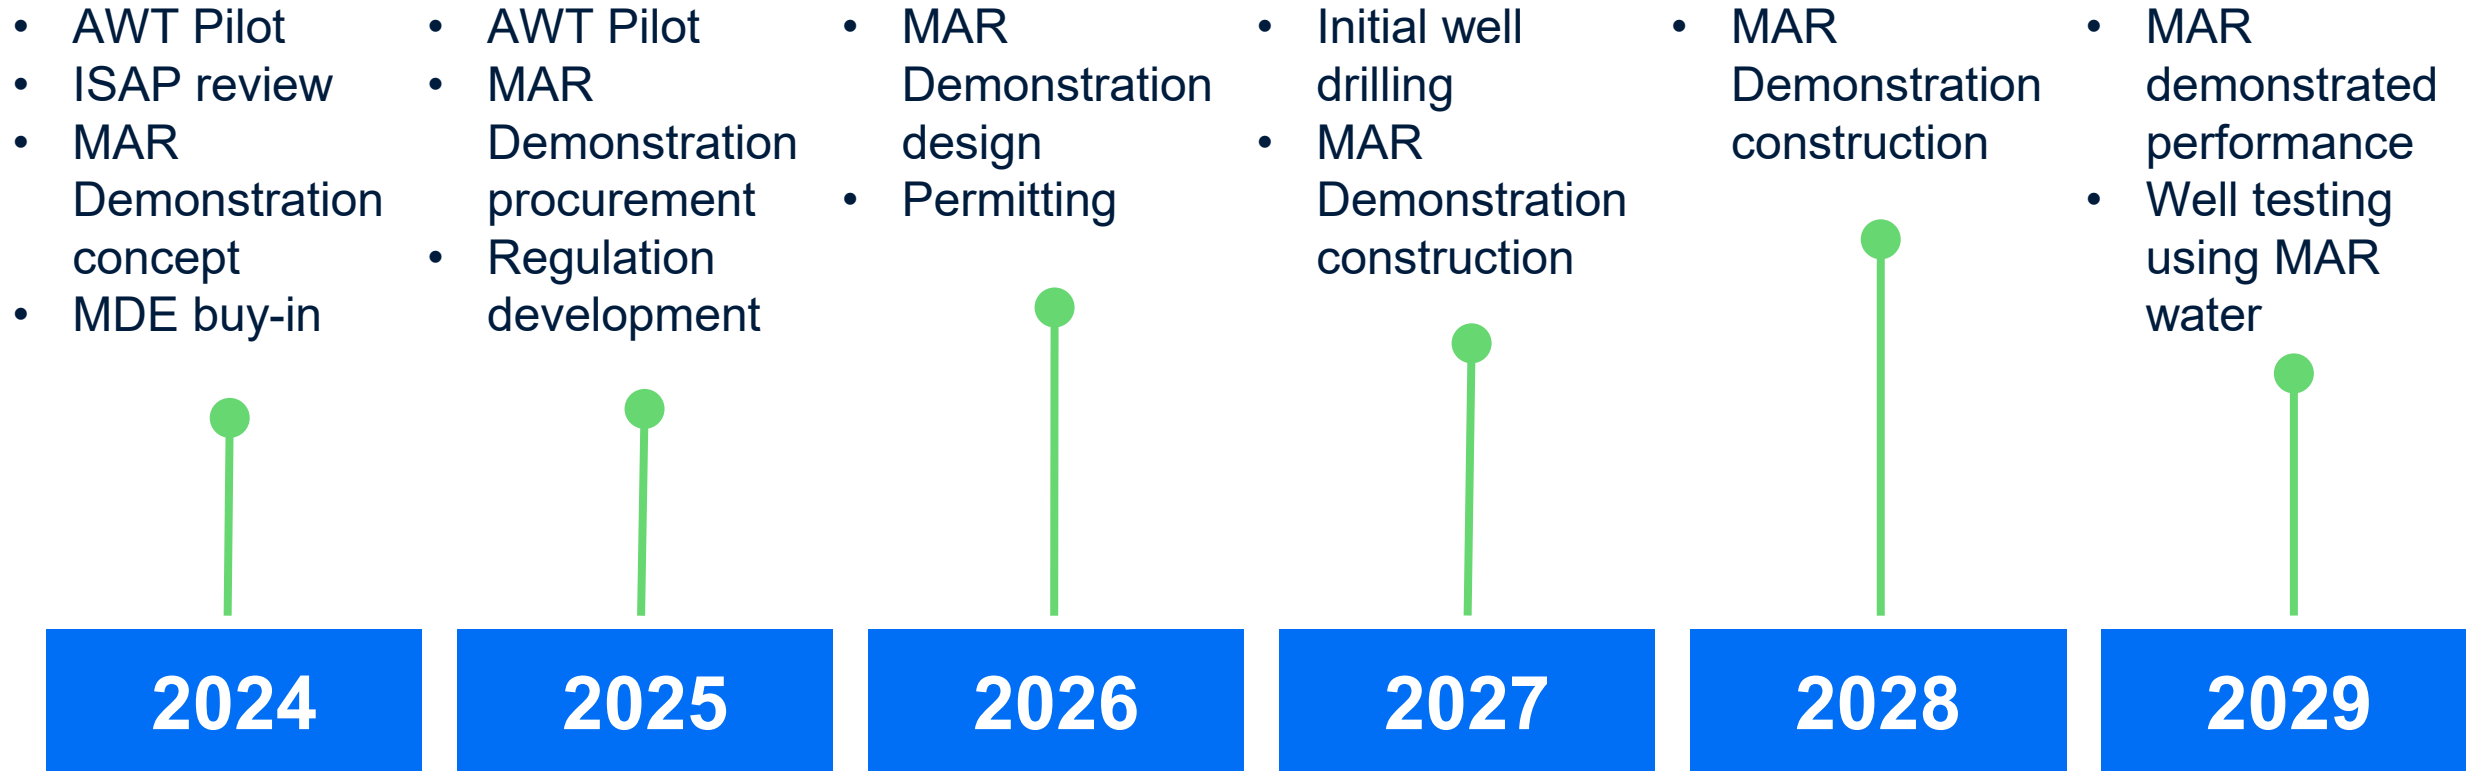 • AWT Pilot
• ISAP review
• MAR
Demonstration
concept
• MDE buy-in
• AWT Pilot
• MAR
Demonstration
procurement
• Regulation
development
• MAR
Demonstration
design
• Permitting
• Initial well
drilling
• MAR
Demonstration
construction
• MAR
Demonstration
construction
• MAR
demonstrated
performance
• Well testing
using MAR
water
2024
2025
2026
2027
2028
2029